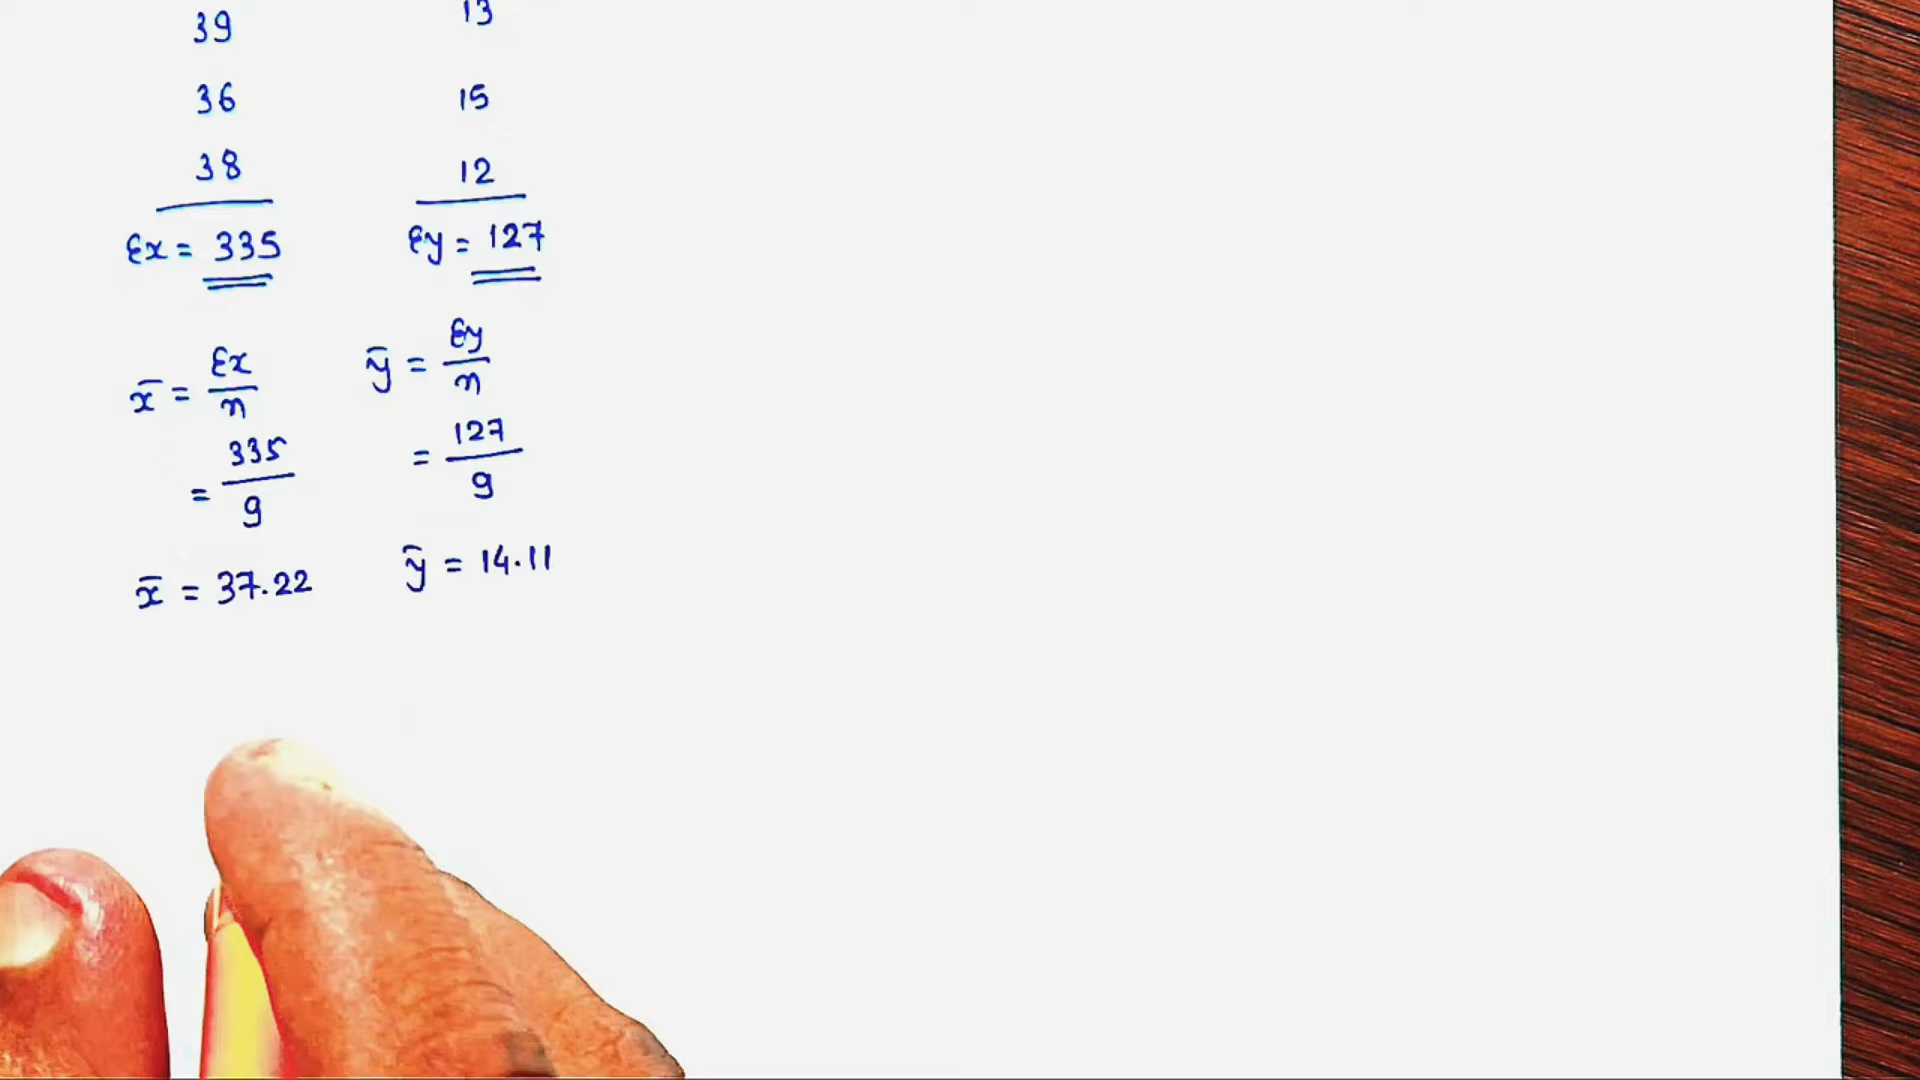 39 13
36 15
38 12
Σx = 335 Σy = 127
x̄ = Σx/n ȳ = Σy/n
= 335/9 = 127/9
x̄ = 37.22 ȳ = 14.11